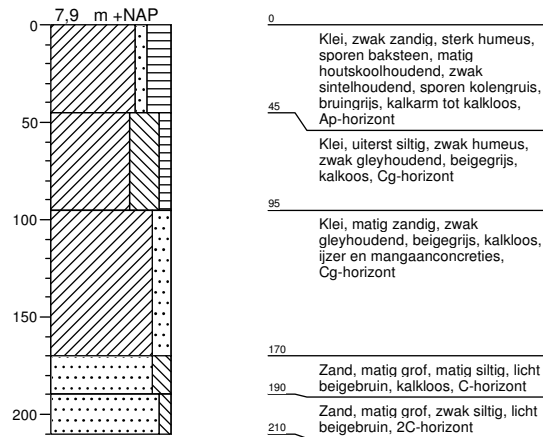 7,9 m +NAP
0
50
100
150
200
0
Klei, zwak zandig, sterk humeus,
sporen baksteen, matig
houtskoolhoudend, zwak
sintelhoudend, sporen kolengruis,
bruingrijs, kalkarm tot kalkloos,
Ap-horizont
45
Klei, uiterst siltig, zwak humeus,
zwak gleyhoudend, beigegrijs,
kalkoos, Cg-horizont
95
Klei, matig zandig, zwak
gleyhoudend, beigegrijs, kalkloos,
ijzer en mangaanconcreties,
Cg-horizont
170
Zand, matig grof, matig siltig, licht
beigebruin, kalkloos, C-horizont
190
Zand, matig grof, zwak siltig, licht
beigebruin, 2C-horizont
210